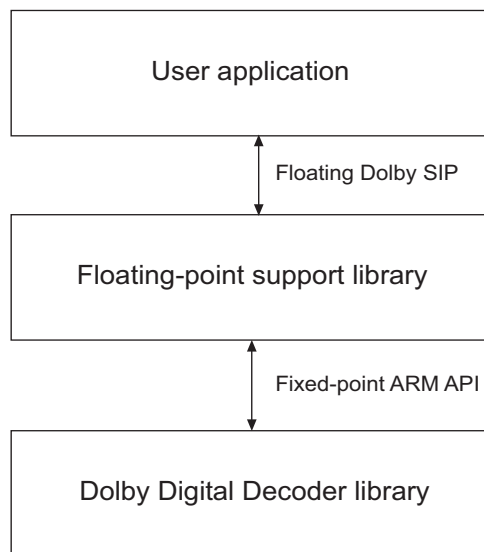 User application
Floating Dolby SIP
Floating-point support library
Fixed-point ARM API
Dolby Digital Decoder library